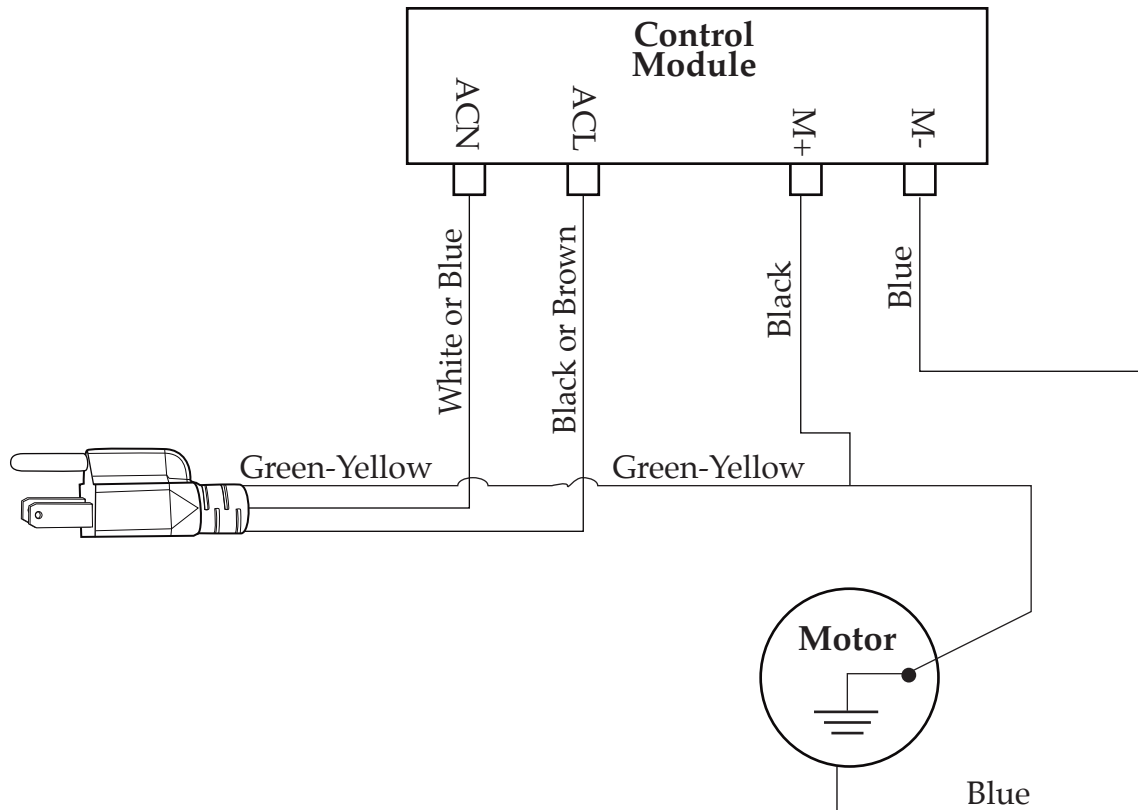 Control
Module
ACN
ACL
M+
M-
White or Blue
Black or Brown
Black
Blue
Green-Yellow
Green-Yellow
Motor
Blue